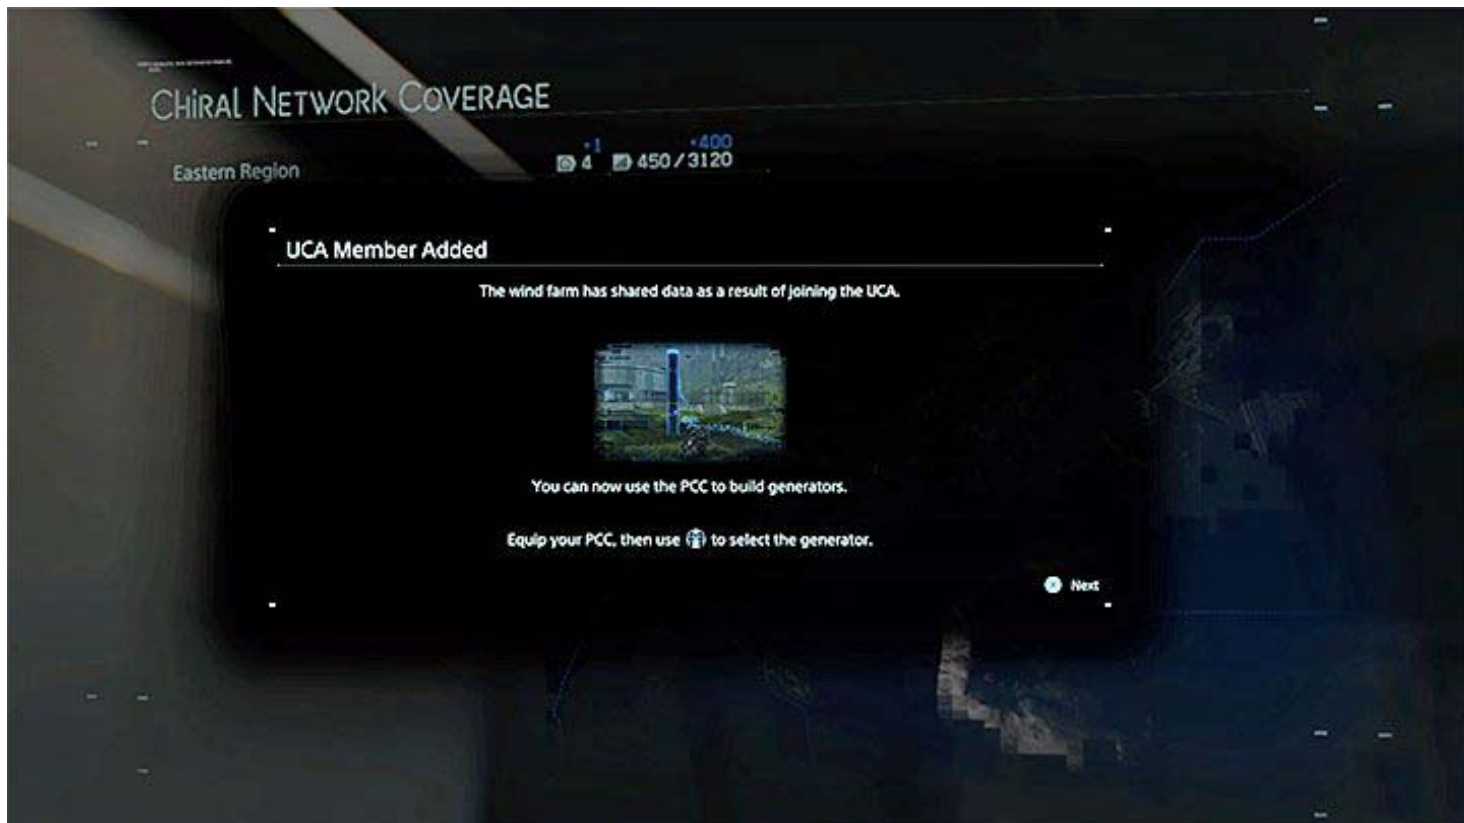 CHIRAL NETWORK COVERAGE
+1 +400
Eastern Region 4 450/3120
UCA Member Added
The wind farm has shared data as a result of joining the UCA.
You can now use the PCC to build generators.
Equip your PCC, then use to select the generator.
Next